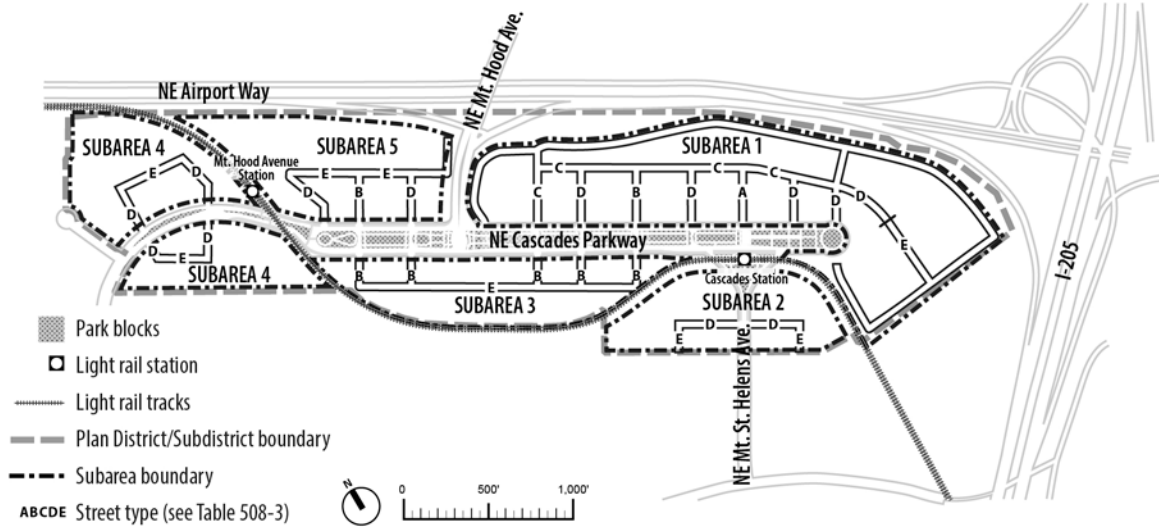 NE Mt. Hood Ave.
NE Airport Way
SUBAREA 4
SUBAREA 5
SUBAREA 1
Mt. Hood Avenue
Station
E D
D
E E
D B D
C C C
C D B D A D D D
E
NE Cascades Parkway
D D
E
SUBAREA 4
B B B B B
E
SUBAREA 3
Cascades Station
SUBAREA 2
D D
E E
NE Mt. St. Helens Ave.
I-205
Park blocks
Light rail station
Light rail tracks
Plan District/Subdistrict boundary
Subarea boundary
ABCDE Street type (see Table 508-3)
N
0 500' 1,000'